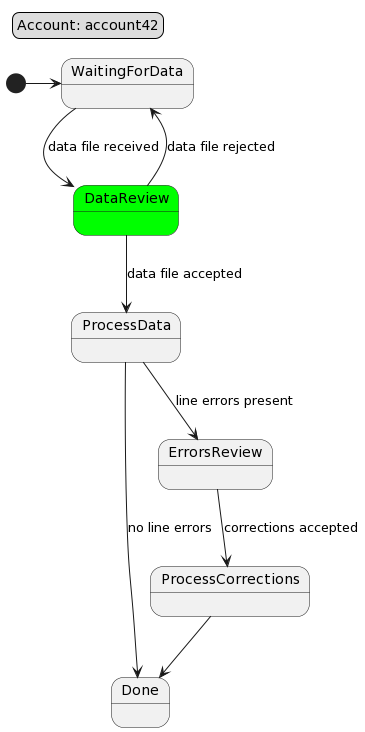 Account: account42
WaitingForData
data file received
data file rejected
DataReview
data file accepted
ProcessData
line errors present
ErrorsReview
no line errors
corrections accepted
ProcessCorrections
Done